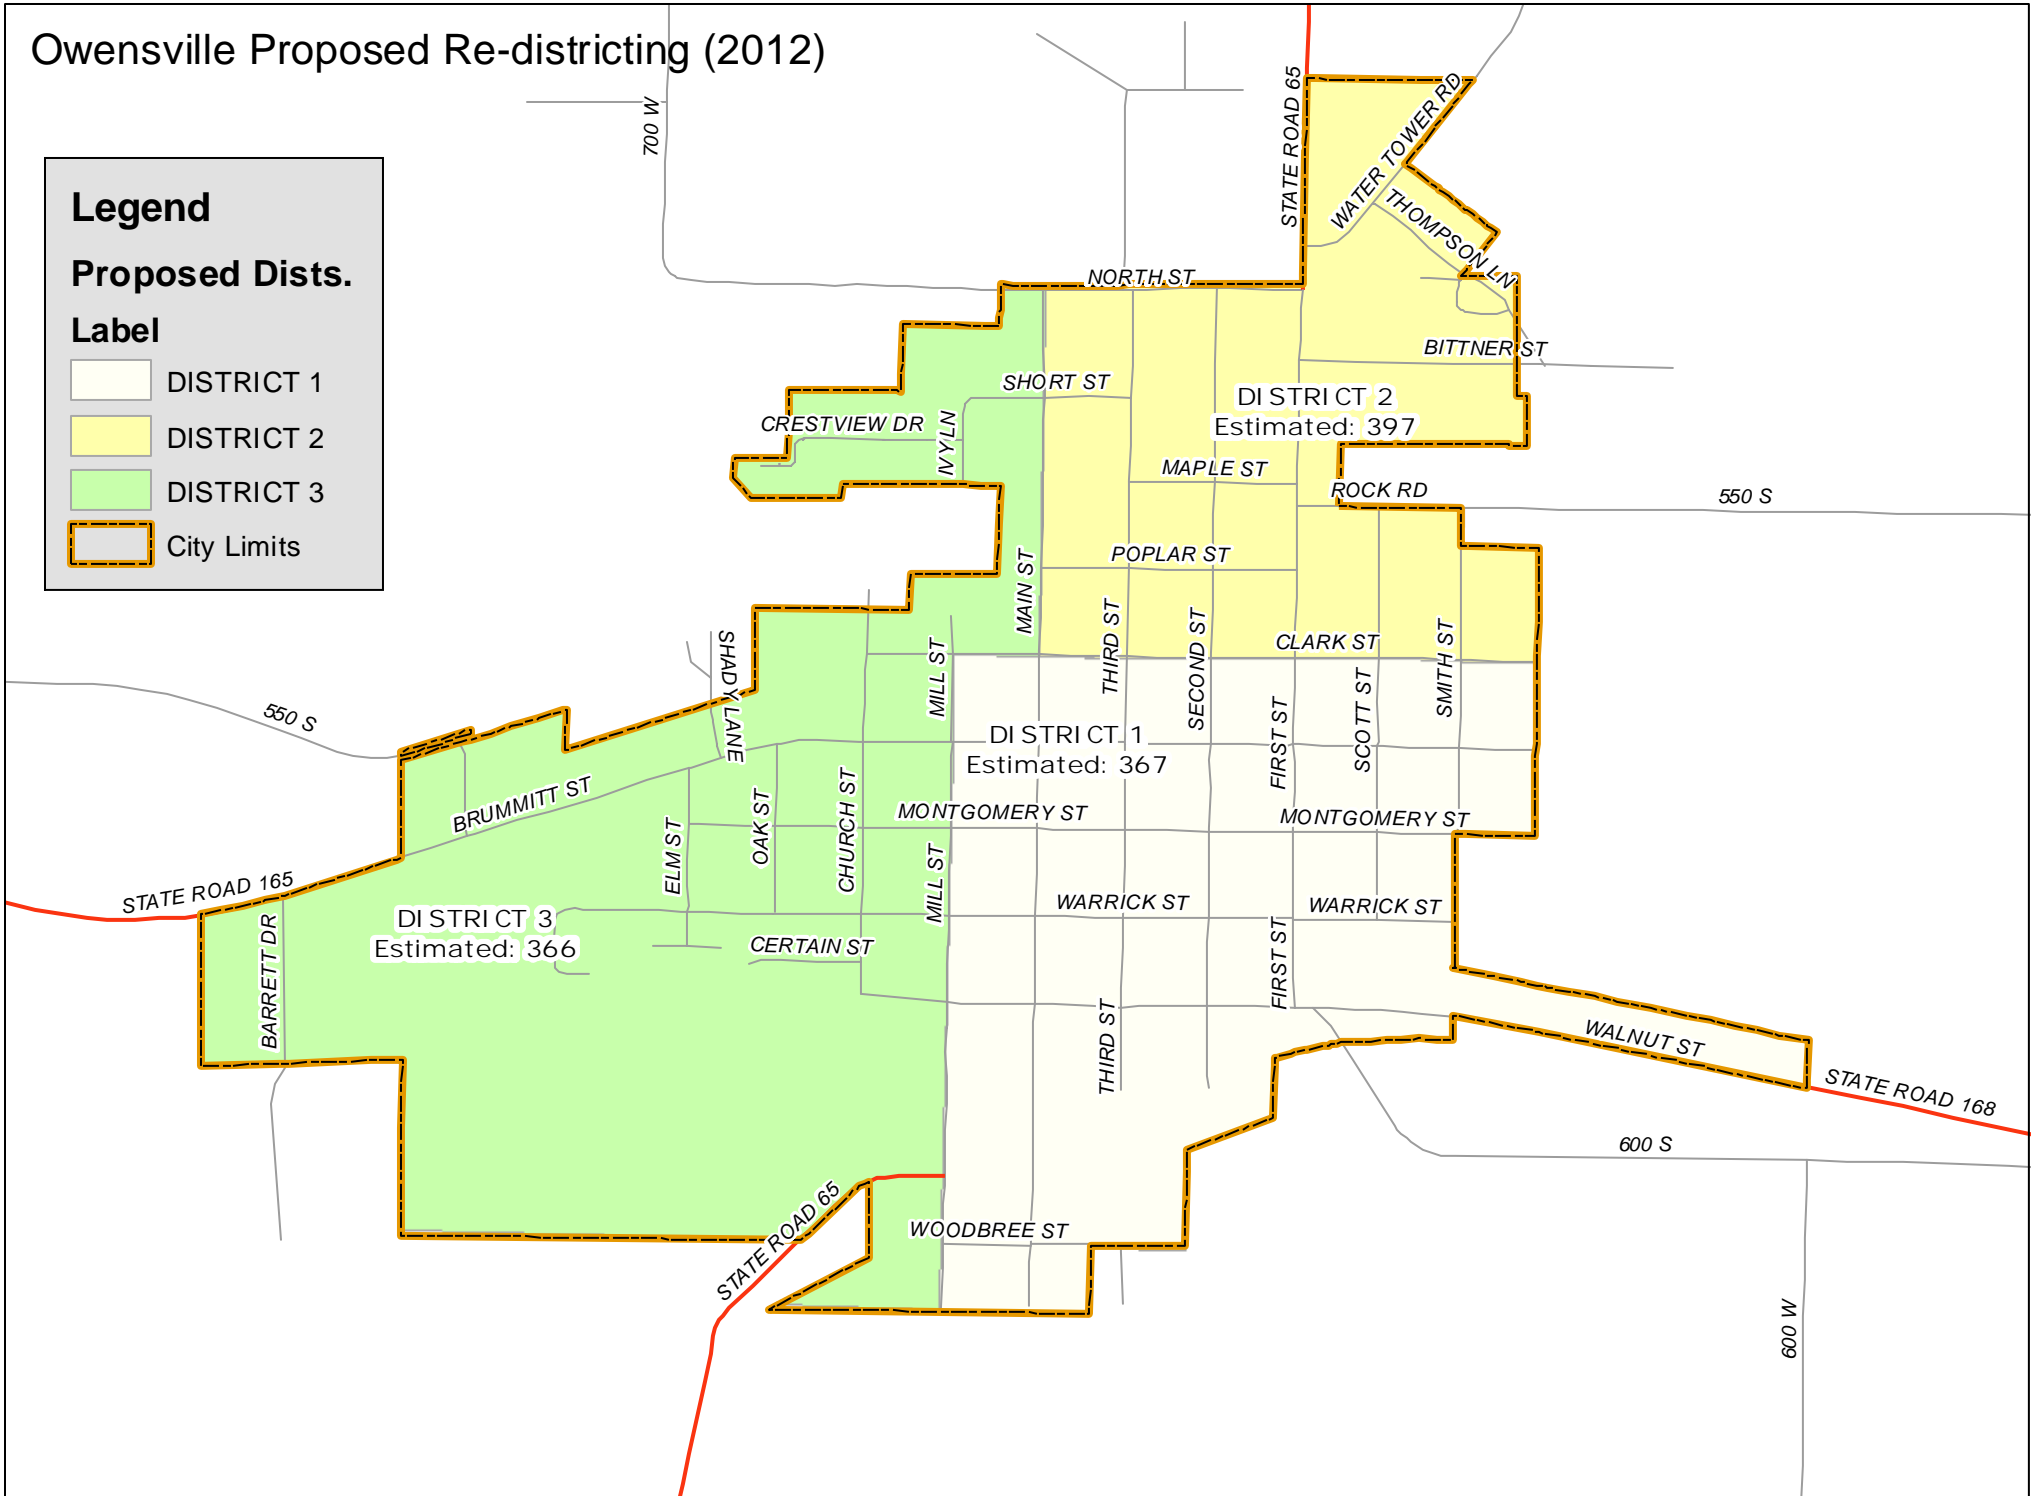 Owensville Proposed Re-districting (2012)
Legend
Proposed Dists.
Label
DISTRICT 1
DISTRICT 2
DISTRICT 3
City Limits
700 W
STATE ROAD 65
WATER TOWER RD
THOMPSON LN
NORTH ST
BITTNER ST
SHORT ST
DISTRICT 2
Estimated: 397
CRESTVIEW DR
IVY LN
MAPLE ST
ROCK RD
550 S
POPLAR ST
MAIN ST
THIRD ST
SECOND ST
CLARK ST
SMITH ST
MILL ST
SHADY LANE
550 S
FIRST ST
SCOTT ST
DISTRICT 1
Estimated: 367
BRUMMITT ST
ELM ST
OAK ST
CHURCH ST
MONTGOMERY ST
MONTGOMERY ST
MILL ST
STATE ROAD 165
WARRICK ST
WARRICK ST
DISTRICT 3
Estimated: 366
CERTAIN ST
BARRETT DR
FIRST ST
THIRD ST
WALNUT ST
STATE ROAD 168
600 S
STATE ROAD 65
WOODBREE ST
600 W